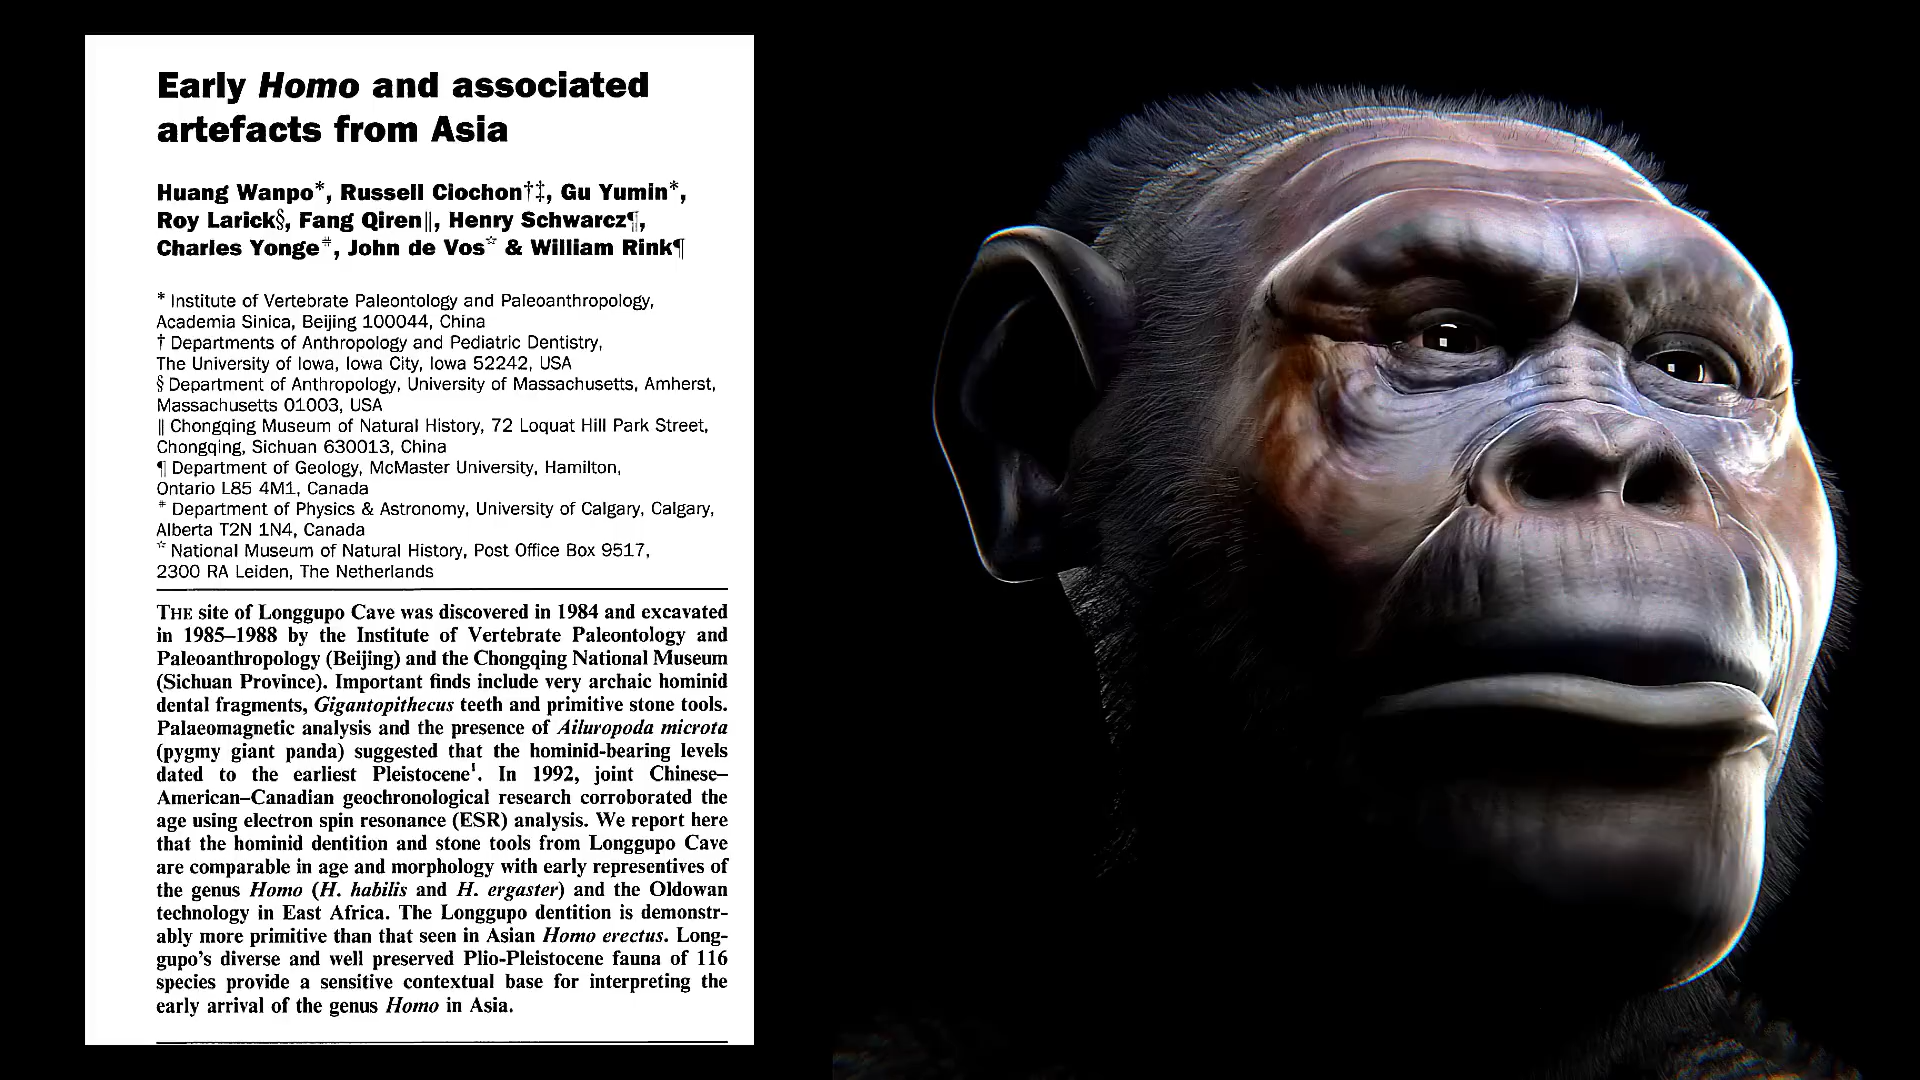 Early Homo and associated
artefacts from Asia
Huang Wanpo*, Russell Ciochon†‡, Gu Yumin*,
Roy Larick§, Fang Qiren‖, Henry Schwarcz¶,
Charles Yonge#, John de Vos☆ & William Rink¶
* Institute of Vertebrate Paleontology and Paleoanthropology,
Academia Sinica, Beijing 100044, China
† Departments of Anthropology and Pediatric Dentistry,
The University of Iowa, Iowa City, Iowa 52242, USA
§ Department of Anthropology, University of Massachusetts, Amherst,
Massachusetts 01003, USA
‖ Chongqing Museum of Natural History, 72 Loquat Hill Park Street,
Chongqing, Sichuan 630013, China
¶ Department of Geology, McMaster University, Hamilton,
Ontario L85 4M1, Canada
# Department of Physics & Astronomy, University of Calgary, Calgary,
Alberta T2N 1N4, Canada
☆ National Museum of Natural History, Post Office Box 9517,
2300 RA Leiden, The Netherlands
THE site of Longgupo Cave was discovered in 1984 and excavated
in 1985–1988 by the Institute of Vertebrate Paleontology and
Paleoanthropology (Beijing) and the Chongqing National Museum
(Sichuan Province). Important finds include very archaic hominid
dental fragments, Gigantopithecus teeth and primitive stone tools.
Palaeomagnetic analysis and the presence of Ailuropoda microta
(pygmy giant panda) suggested that the hominid-bearing levels
dated to the earliest Pleistocene¹. In 1992, joint Chinese–
American–Canadian geochronological research corroborated the
age using electron spin resonance (ESR) analysis. We report here
that the hominid dentition and stone tools from Longgupo Cave
are comparable in age and morphology with early representives of
the genus Homo (H. habilis and H. ergaster) and the Oldowan
technology in East Africa. The Longgupo dentition is demonstr-
ably more primitive than that seen in Asian Homo erectus. Long-
gupo's diverse and well preserved Plio-Pleistocene fauna of 116
species provide a sensitive contextual base for interpreting the
early arrival of the genus Homo in Asia.